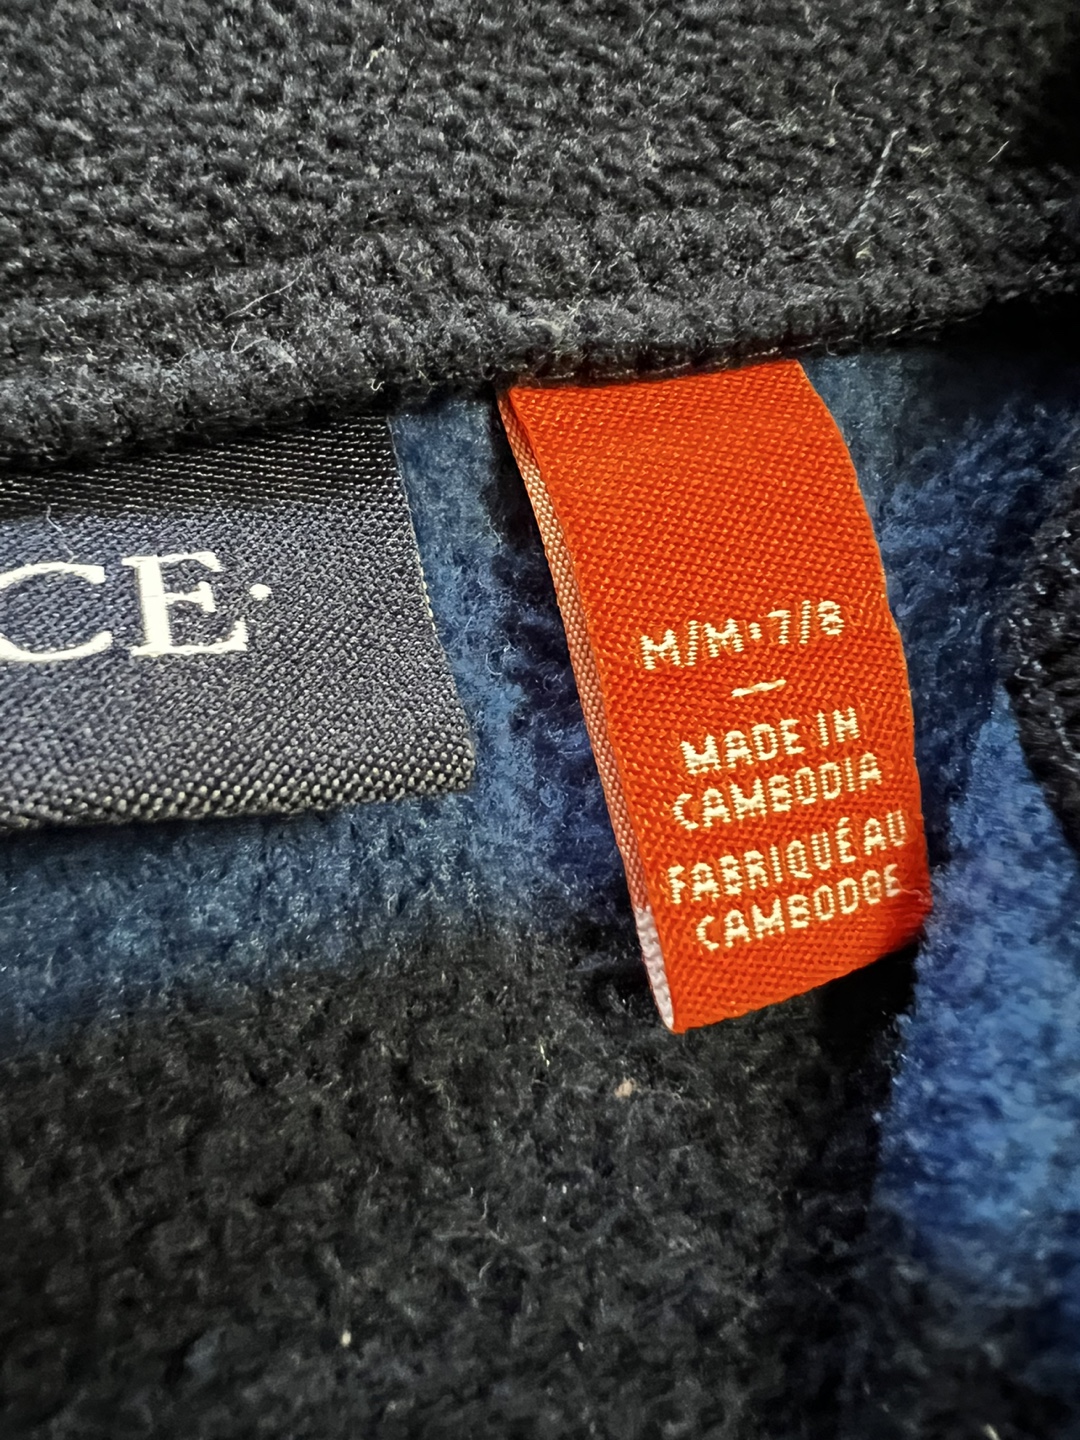 CE.
M/M•7/8
—
MADE IN
CAMBODIA
FABRIQUÉ AU
CAMBODGE